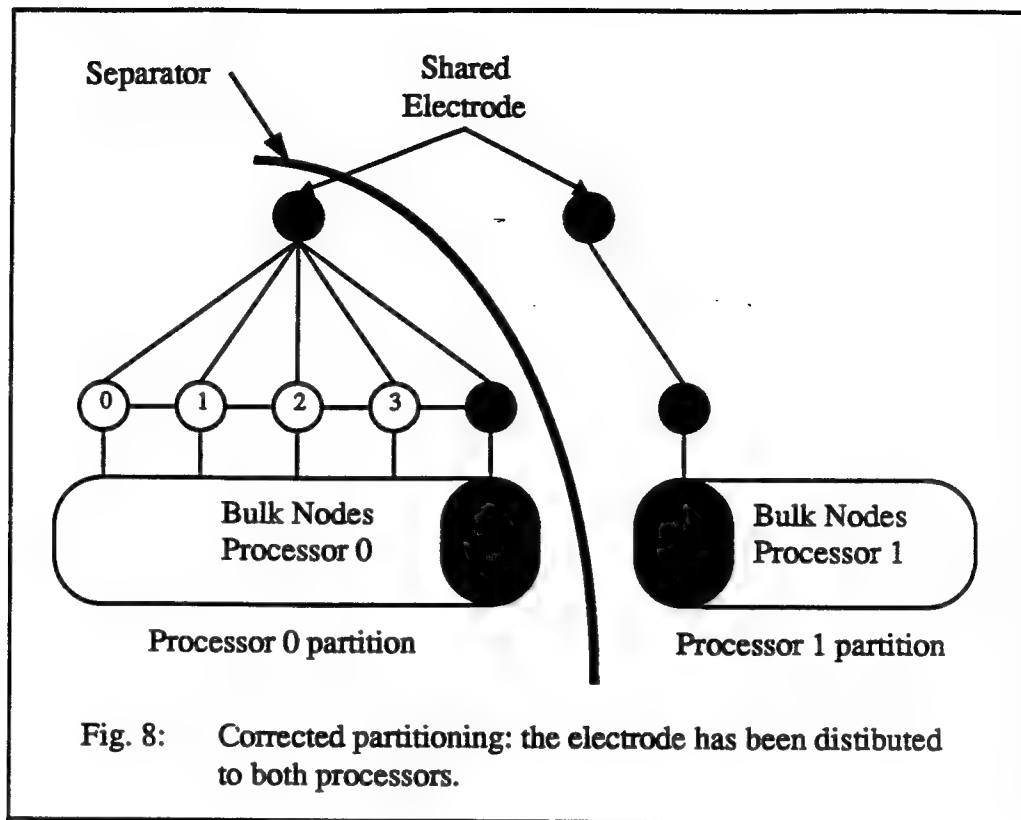 Separator
Shared
Electrode
0 1 2 3
Bulk Nodes
Processor 0
Bulk Nodes
Processor 1
Processor 0 partition
Processor 1 partition
Fig. 8: Corrected partitioning: the electrode has been distibuted
to both processors.